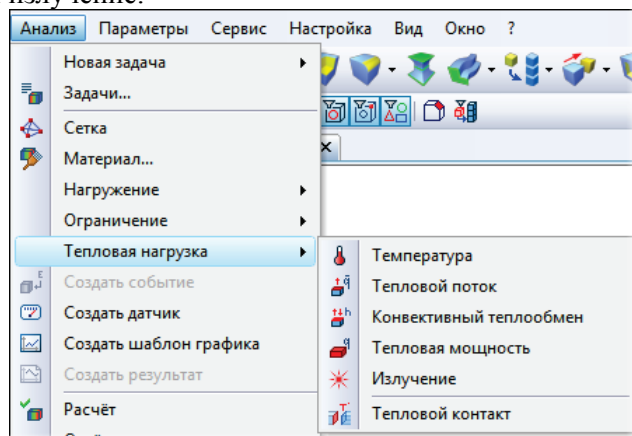 излучение.
Анализ Параметры Сервис Настройка Вид Окно ?
Новая задача
Задачи...
Сетка
Материал...
Нагружение
Ограничение
Тепловая нагрузка
Создать событие
Создать датчик
Создать шаблон графика
Создать результат
Расчёт
Температура
Тепловой поток
Конвективный теплообмен
Тепловая мощность
Излучение
Тепловой контакт